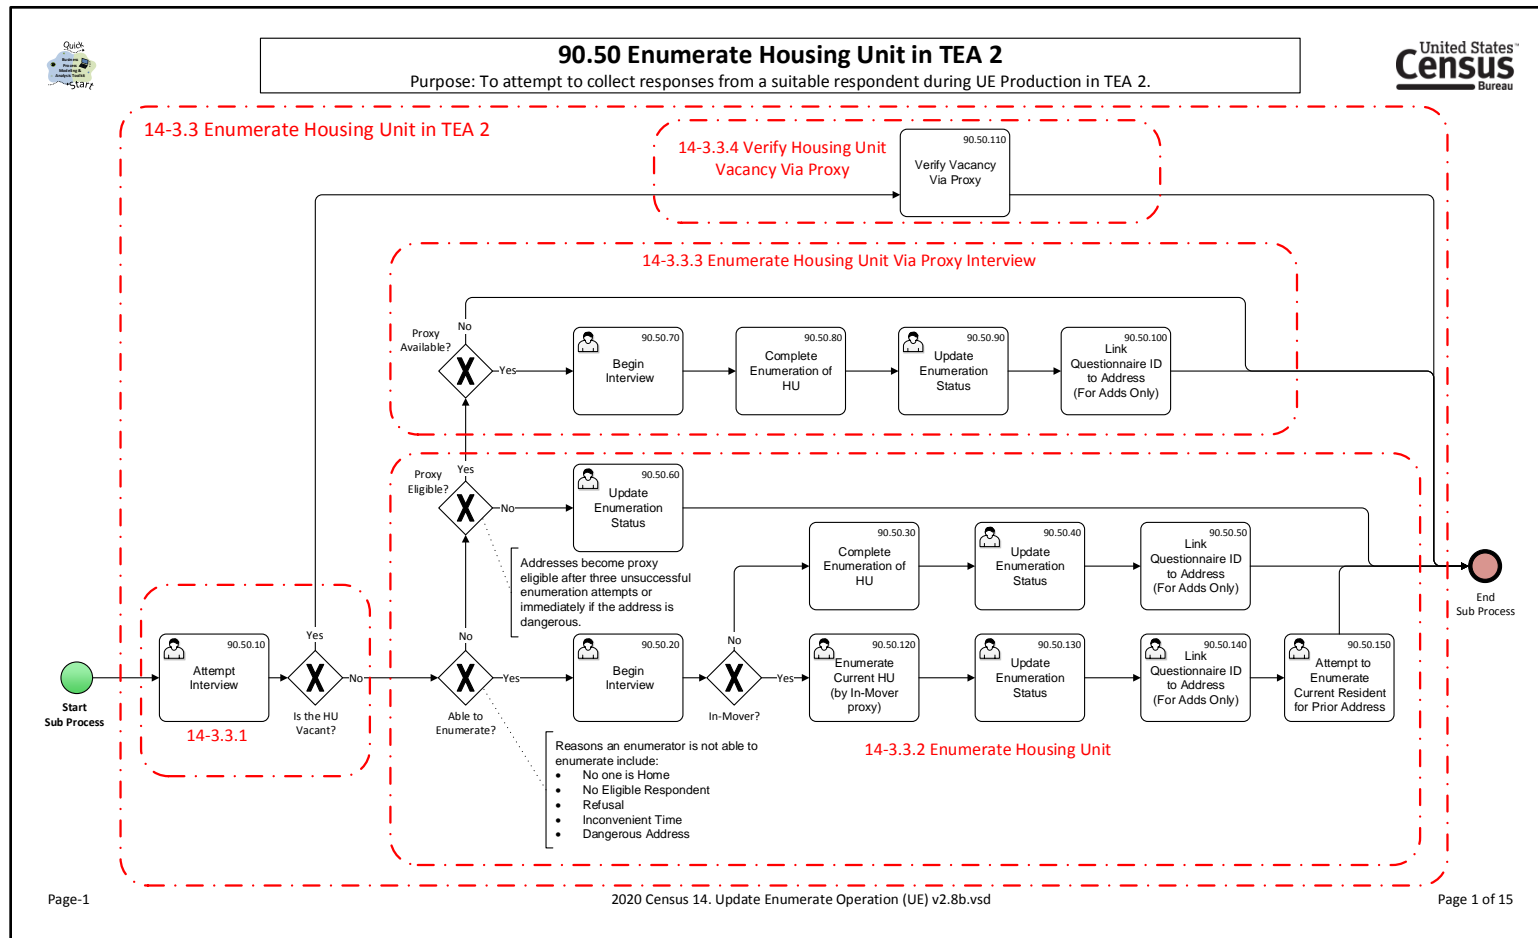 Quick
Business
Process
Modeling &
Analysis Toolkit
Start
90.50 Enumerate Housing Unit in TEA 2
Purpose: To attempt to collect responses from a suitable respondent during UE Production in TEA 2.
United States™
Census
Bureau
14-3.3 Enumerate Housing Unit in TEA 2
14-3.3.4 Verify Housing Unit
Vacancy Via Proxy
90.50.110
Verify Vacancy
Via Proxy
14-3.3.3 Enumerate Housing Unit Via Proxy Interview
Proxy
Available?
No
Yes
90.50.70
Begin
Interview
90.50.80
Complete
Enumeration of
HU
90.50.90
Update
Enumeration
Status
90.50.100
Link
Questionnaire ID
to Address
(For Adds Only)
Proxy
Eligible?
Yes
No
90.50.60
Update
Enumeration
Status
Addresses become proxy
eligible after three unsuccessful
enumeration attempts or
immediately if the address is
dangerous.
90.50.30
Complete
Enumeration of
HU
90.50.40
Update
Enumeration
Status
90.50.50
Link
Questionnaire ID
to Address
(For Adds Only)
End
Sub Process
Start
Sub Process
90.50.10
Attempt
Interview
Yes
No
Is the HU
Vacant?
14-3.3.1
No
Yes
Able to
Enumerate?
90.50.20
Begin
Interview
No
Yes
In-Mover?
90.50.120
Enumerate
Current HU
(by In-Mover
proxy)
90.50.130
Update
Enumeration
Status
90.50.140
Link
Questionnaire ID
to Address
(For Adds Only)
90.50.150
Attempt to
Enumerate
Current Resident
for Prior Address
14-3.3.2 Enumerate Housing Unit
Reasons an enumerator is not able to
enumerate include:
• No one is Home
• No Eligible Respondent
• Refusal
• Inconvenient Time
• Dangerous Address
Page-1
2020 Census 14. Update Enumerate Operation (UE) v2.8b.vsd
Page 1 of 15